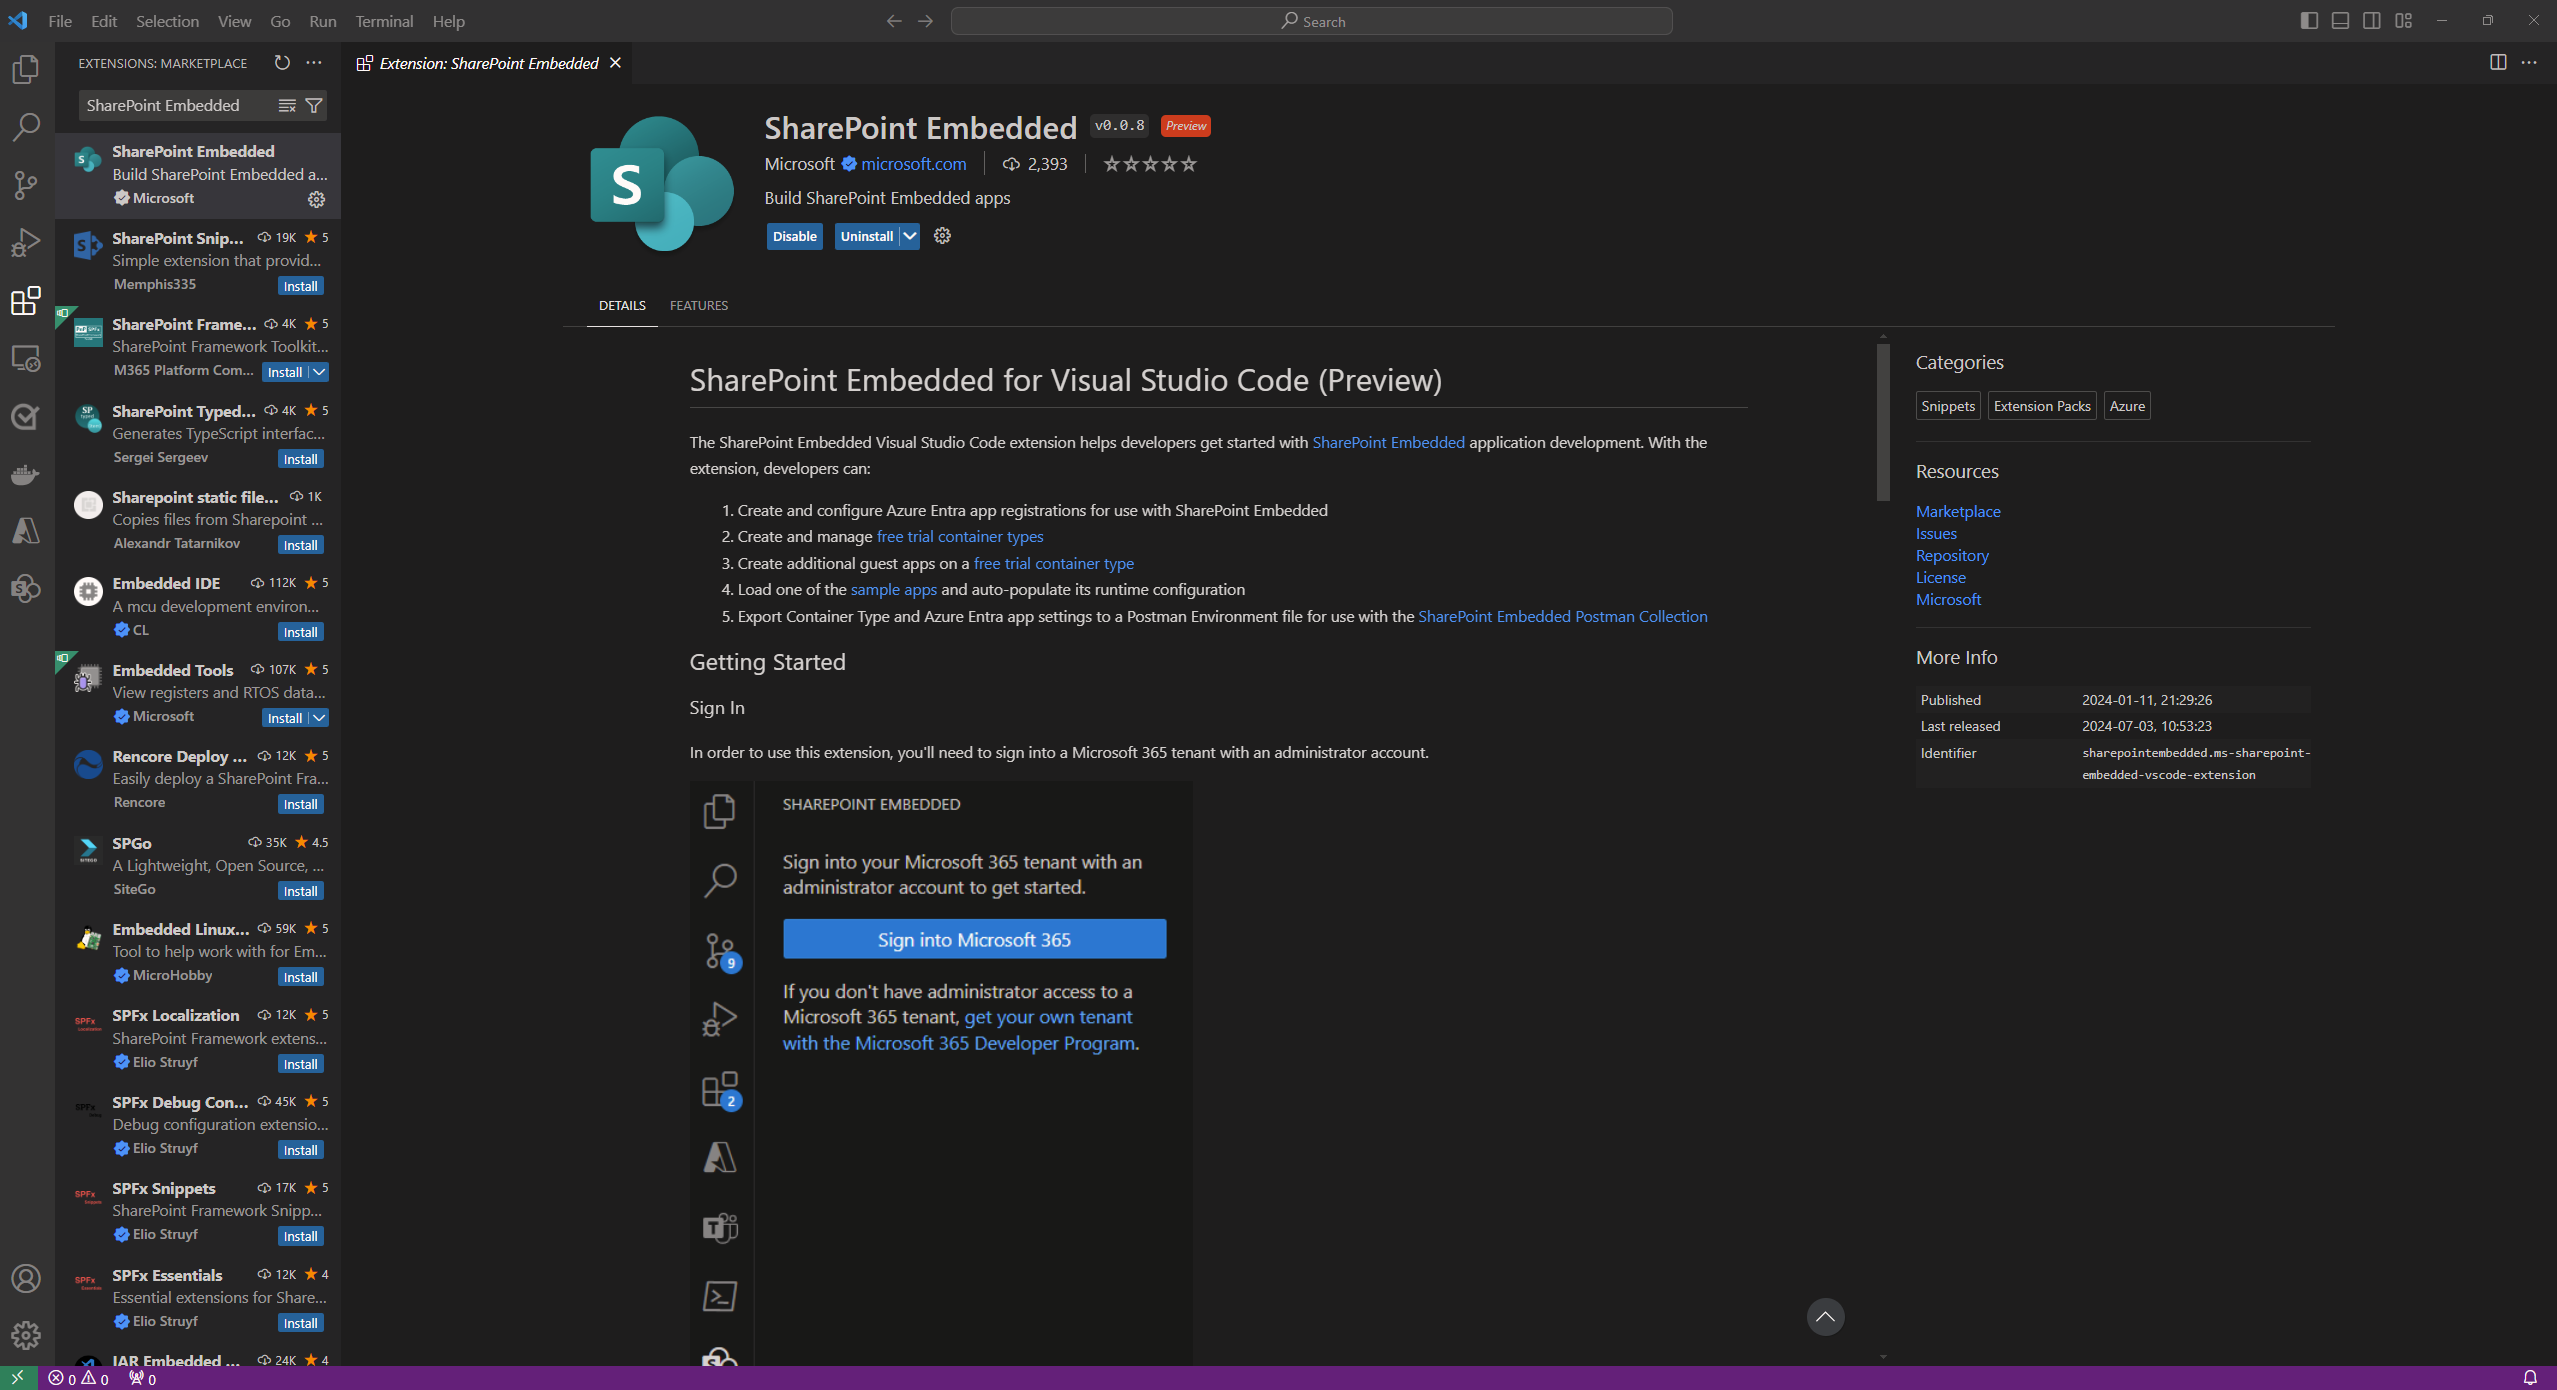 File Edit Selection View Go Run Terminal Help
Search
EXTENSIONS: MARKETPLACE
SharePoint Embedded
SharePoint Embedded
Build SharePoint Embedded a...
Microsoft
SharePoint Snip... 19K 5
Simple extension that provid...
Memphis335 Install
SharePoint Frame... 4K 5
SharePoint Framework Toolkit...
M365 Platform Com... Install
SharePoint Typed... 4K 5
Generates TypeScript interfac...
Sergei Sergeev Install
Sharepoint static file... 1K
Copies files from Sharepoint ...
Alexandr Tatarnikov Install
Embedded IDE 112K 5
A mcu development environ...
CL Install
Embedded Tools 107K 5
View registers and RTOS data...
Microsoft Install
Rencore Deploy ... 12K 5
Easily deploy a SharePoint Fra...
Rencore Install
SPGo 35K 4.5
A Lightweight, Open Source, ...
SiteGo Install
Embedded Linux... 59K 5
Tool to help work with for Em...
MicroHobby Install
SPFx Localization 12K 5
SharePoint Framework extens...
Elio Struyf Install
SPFx Debug Con... 45K 5
Debug configuration extensio...
Elio Struyf Install
SPFx Snippets 17K 5
SharePoint Framework Snipp...
Elio Struyf Install
SPFx Essentials 12K 4
Essential extensions for Share...
Elio Struyf Install
IAR Embedded ... 24K 4
Extension: SharePoint Embedded
S
SharePoint Embedded v0.0.8 Preview
Microsoft microsoft.com 2,393
Build SharePoint Embedded apps
Disable Uninstall
DETAILS FEATURES
SharePoint Embedded for Visual Studio Code (Preview)
The SharePoint Embedded Visual Studio Code extension helps developers get started with SharePoint Embedded application development. With the
extension, developers can:
1. Create and configure Azure Entra app registrations for use with SharePoint Embedded
2. Create and manage free trial container types
3. Create additional guest apps on a free trial container type
4. Load one of the sample apps and auto-populate its runtime configuration
5. Export Container Type and Azure Entra app settings to a Postman Environment file for use with the SharePoint Embedded Postman Collection
Getting Started
Sign In
In order to use this extension, you'll need to sign into a Microsoft 365 tenant with an administrator account.
SHAREPOINT EMBEDDED
Sign into your Microsoft 365 tenant with an
administrator account to get started.
Sign into Microsoft 365
If you don't have administrator access to a
Microsoft 365 tenant, get your own tenant
with the Microsoft 365 Developer Program.
9
2
Categories
Snippets Extension Packs Azure
Resources
Marketplace
Issues
Repository
License
Microsoft
More Info
Published 2024-01-11, 21:29:26
Last released 2024-07-03, 10:53:23
Identifier sharepointembedded.ms-sharepoint-
embedded-vscode-extension
0 0 0